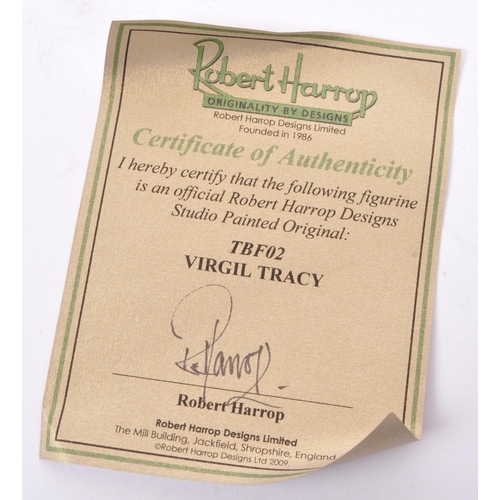 Robert Harrop
ORIGINALITY BY DESIGNS
Robert Harrop Designs Limited
Founded in 1986
Certificate of Authenticity
I hereby certify that the following figurine
is an official Robert Harrop Designs
Studio Painted Original:
TBF02
VIRGIL TRACY
R Harrop
Robert Harrop
Robert Harrop Designs Limited
The Mill Building, Jackfield, Shropshire, England
©Robert Harrop Designs Ltd 2009